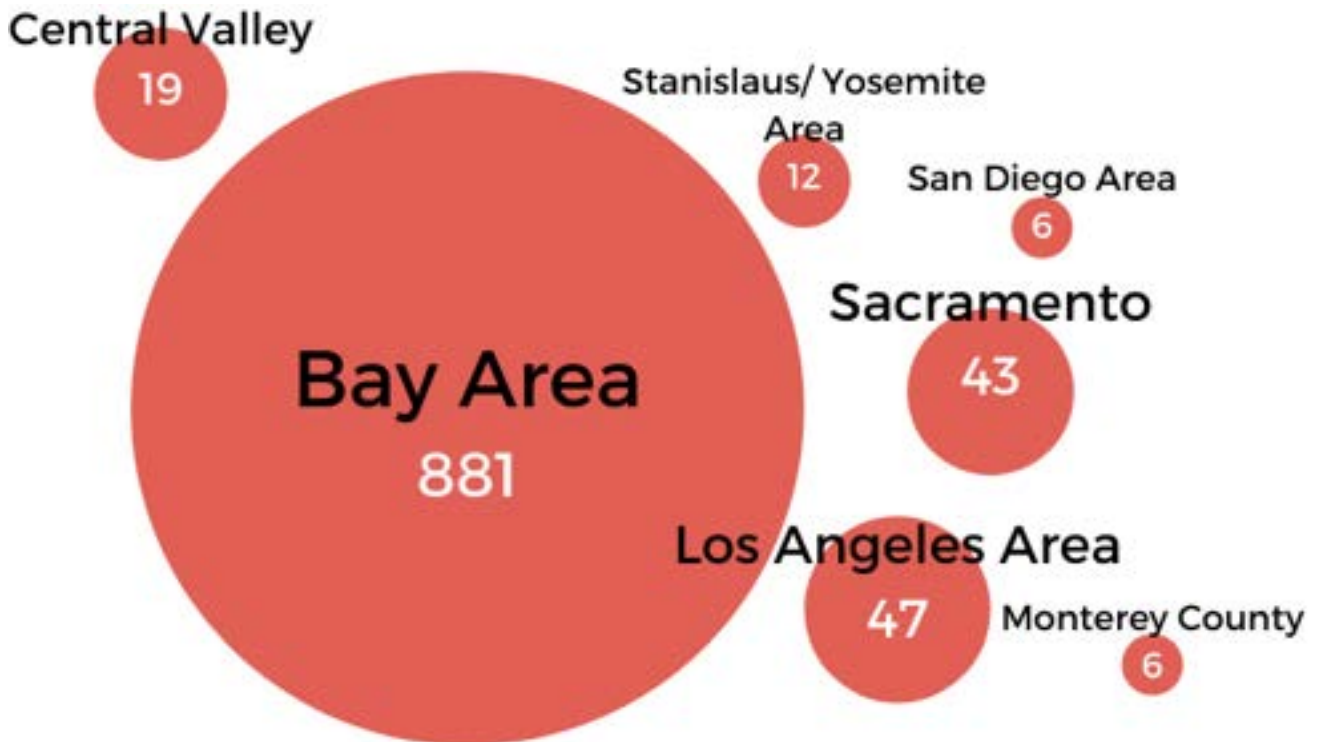 Central Valley
19
Stanislaus/ Yosemite
Area
12
San Diego Area
6
Sacramento
43
Bay Area
881
Los Angeles Area
47
Monterey County
6